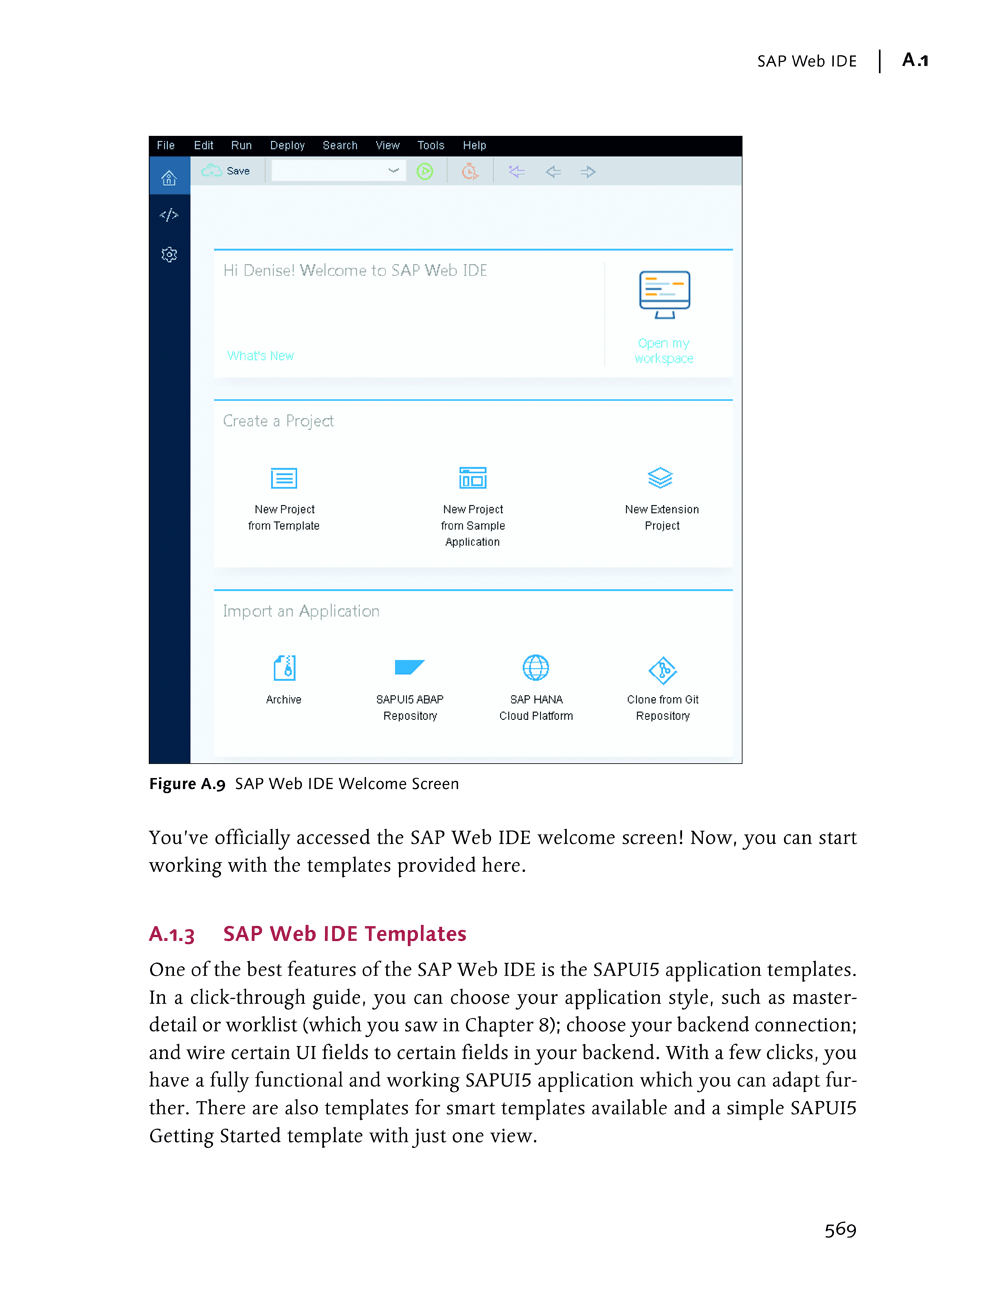 SAP Web IDE | A.1
File Edit Run Deploy Search View Tools Help
Save
Hi Denise! Welcome to SAP Web IDE
What's New
Open my
workspace
Create a Project
New Project
from Template
New Project
from Sample
Application
New Extension
Project
Import an Application
Archive
SAPUI5 ABAP
Repository
SAP HANA
Cloud Platform
Clone from Git
Repository
Figure A.9 SAP Web IDE Welcome Screen
You've officially accessed the SAP Web IDE welcome screen! Now, you can start
working with the templates provided here.
A.1.3 SAP Web IDE Templates
One of the best features of the SAP Web IDE is the SAPUI5 application templates.
In a click-through guide, you can choose your application style, such as master-
detail or worklist (which you saw in Chapter 8); choose your backend connection;
and wire certain UI fields to certain fields in your backend. With a few clicks, you
have a fully functional and working SAPUI5 application which you can adapt fur-
ther. There are also templates for smart templates available and a simple SAPUI5
Getting Started template with just one view.
569